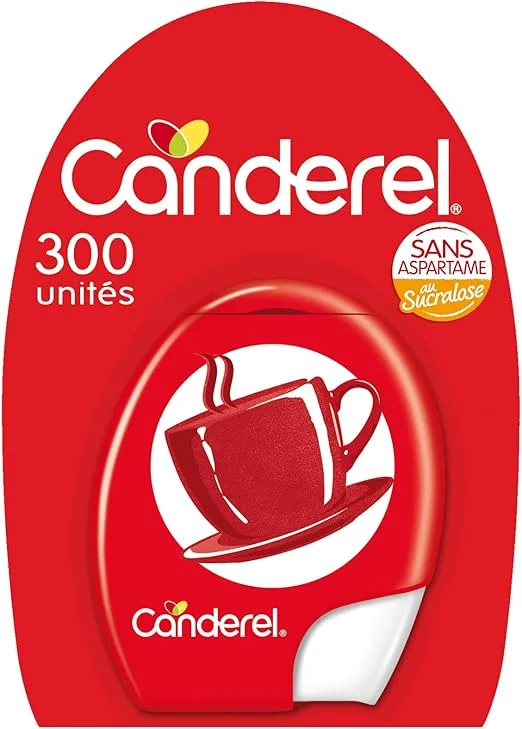 Canderel®
300
unités
SANS
ASPARTAME
au
Sucralose
Canderel®